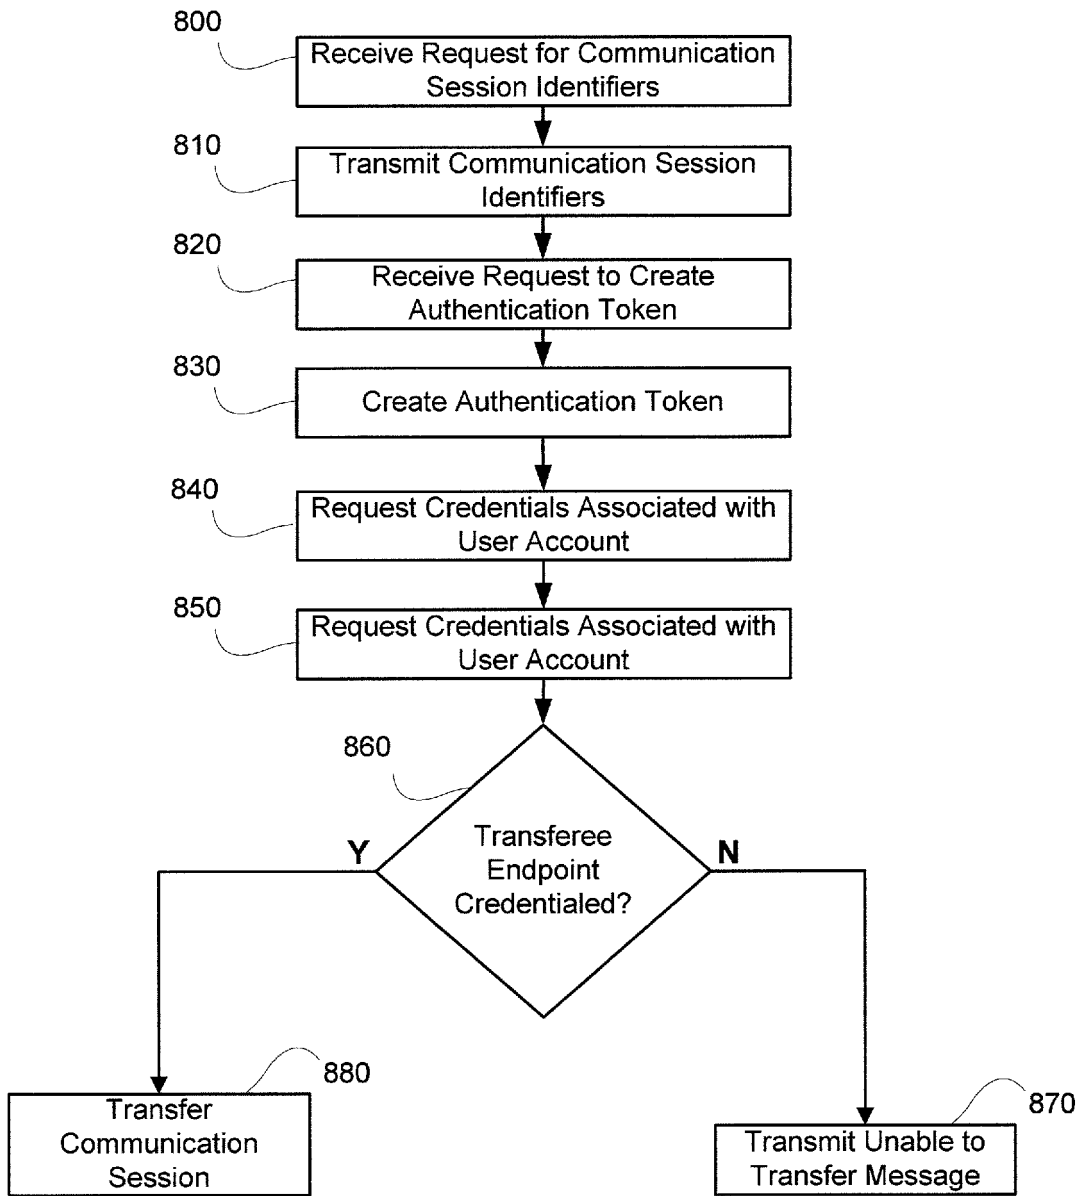 800
Receive Request for Communication
Session Identifiers
810
Transmit Communication Session
Identifiers
820
Receive Request to Create
Authentication Token
830
Create Authentication Token
840
Request Credentials Associated with
User Account
850
Request Credentials Associated with
User Account
860
Transferee
Endpoint
Credentialed?
Y
N
880
Transfer
Communication
Session
870
Transmit Unable to
Transfer Message